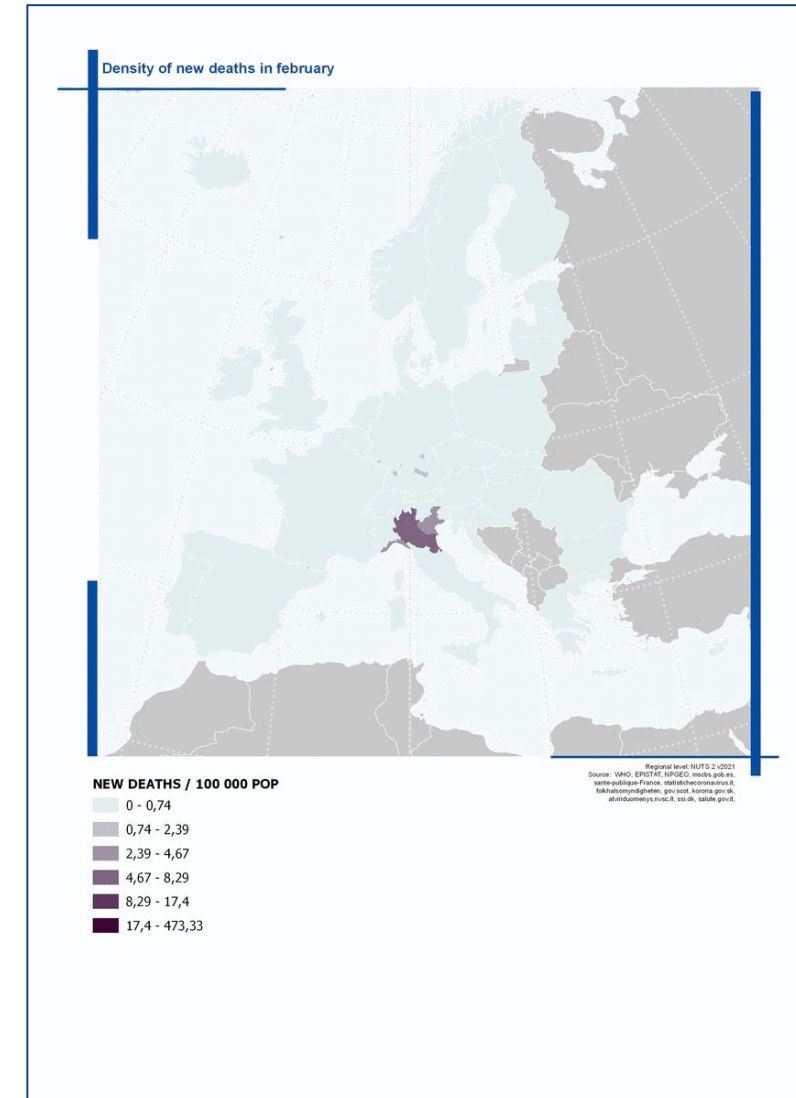 Density of new deaths in february
Regional level: NUTS 2 v2021
Source: WHO, EPISTAT, NPGEO, mscbs.gob.es,
sante-publique-France, statistichecoronavirus.it,
folkhalsomyndigheten, gov.scot, korona.gov.sk,
atviriduomenys.nvsc.lt, ssi.dk, salute.gov.it,
NEW DEATHS / 100 000 POP
0 - 0,74
0,74 - 2,39
2,39 - 4,67
4,67 - 8,29
8,29 - 17,4
17,4 - 473,33